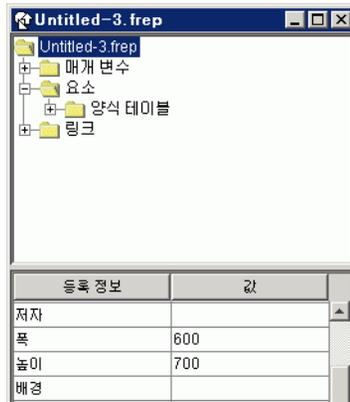 Untitled-3.frep
Untitled-3.frep
매개 변수
요소
양식 테이블
링크
등록 정보 값
저자
폭 600
높이 700
배경